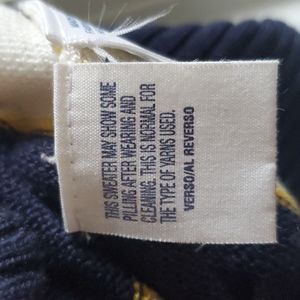 THIS SWEATER MAY SHOW SOME
PILLING AFTER WEARING AND
CLEANING. THIS IS NORMAL FOR
THE TYPE OF YARNS USED.
VERSO/AL REVERSO